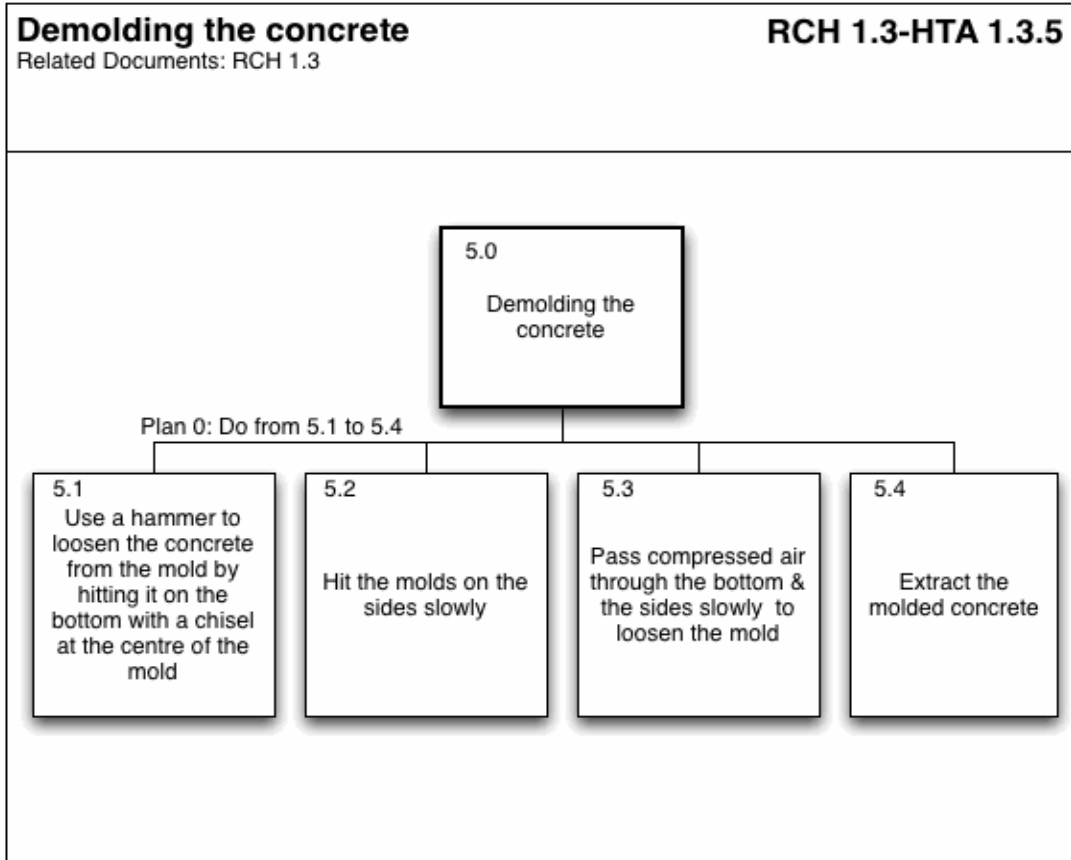 Demolding the concrete
RCH 1.3-HTA 1.3.5
Related Documents: RCH 1.3
5.0
Demolding the
concrete
Plan 0: Do from 5.1 to 5.4
5.1
Use a hammer to
loosen the concrete
from the mold by
hitting it on the
bottom with a chisel
at the centre of the
mold
5.2
Hit the molds on the
sides slowly
5.3
Pass compressed air
through the bottom &
the sides slowly to
loosen the mold
5.4
Extract the
molded concrete